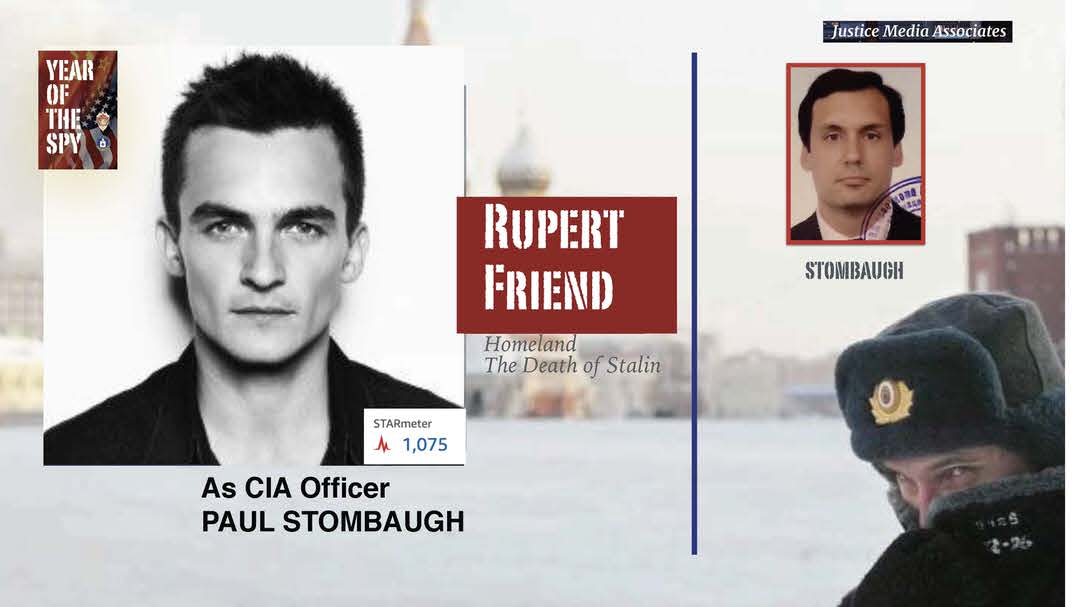 Justice Media Associates
YEAR
OF
THE
SPY
RUPERT
FRIEND
Homeland
The Death of Stalin
STARmeter
1,075
As CIA Officer
PAUL STOMBAUGH
STOMBAUGH